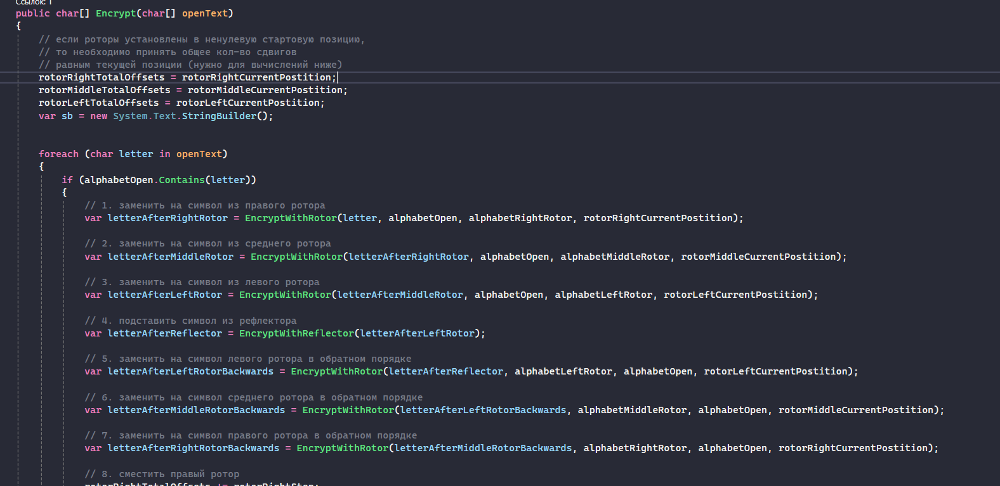 Ссылок: 1
public char[] Encrypt(char[] openText)
{
// если роторы установлены в ненулевую стартовую позицию,
// то необходимо принять общее кол-во сдвигов
// равным текущей позиции (нужно для вычислений ниже)
rotorRightTotalOffsets = rotorRightCurrentPostition;
rotorMiddleTotalOffsets = rotorMiddleCurrentPostition;
rotorLeftTotalOffsets = rotorLeftCurrentPostition;
var sb = new System.Text.StringBuilder();
foreach (char letter in openText)
{
if (alphabetOpen.Contains(letter))
{
// 1. заменить на символ из правого ротора
var letterAfterRightRotor = EncryptWithRotor(letter, alphabetOpen, alphabetRightRotor, rotorRightCurrentPostition);
// 2. заменить на символ из среднего ротора
var letterAfterMiddleRotor = EncryptWithRotor(letterAfterRightRotor, alphabetOpen, alphabetMiddleRotor, rotorMiddleCurrentPostition);
// 3. заменить на символ из левого ротора
var letterAfterLeftRotor = EncryptWithRotor(letterAfterMiddleRotor, alphabetOpen, alphabetLeftRotor, rotorLeftCurrentPostition);
// 4. подставить символ из рефлектора
var letterAfterReflector = EncryptWithReflector(letterAfterLeftRotor);
// 5. заменить на символ левого ротора в обратном порядке
var letterAfterLeftRotorBackwards = EncryptWithRotor(letterAfterReflector, alphabetLeftRotor, alphabetOpen, rotorLeftCurrentPostition);
// 6. заменить на символ среднего ротора в обратном порядке
var letterAfterMiddleRotorBackwards = EncryptWithRotor(letterAfterLeftRotorBackwards, alphabetMiddleRotor, alphabetOpen, rotorMiddleCurrentPostition);
// 7. заменить на символ правого ротора в обратном порядке
var letterAfterRightRotorBackwards = EncryptWithRotor(letterAfterMiddleRotorBackwards, alphabetRightRotor, alphabetOpen, rotorRightCurrentPostition);
// 8. сместить правый ротор
rotorRightTotalOffsets += rotorRightStep;